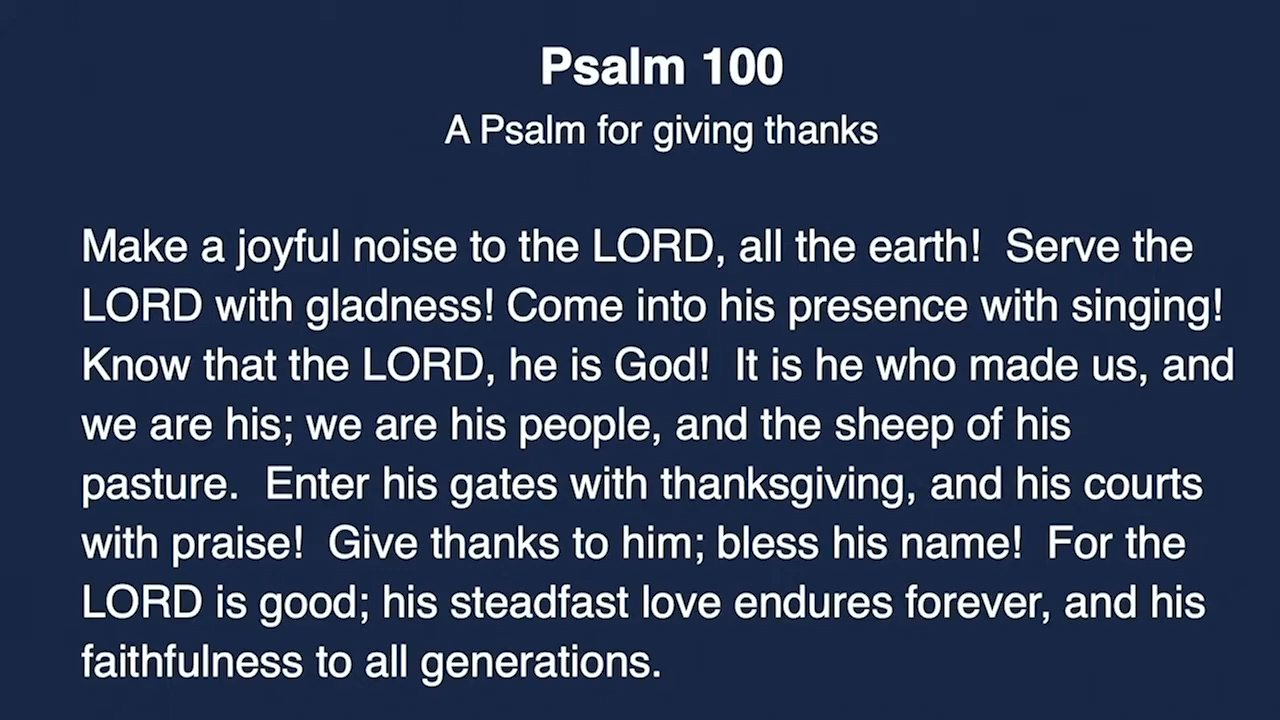 Psalm 100
A Psalm for giving thanks
Make a joyful noise to the LORD, all the earth!  Serve the
LORD with gladness! Come into his presence with singing!
Know that the LORD, he is God!  It is he who made us, and
we are his; we are his people, and the sheep of his
pasture.  Enter his gates with thanksgiving, and his courts
with praise!  Give thanks to him; bless his name!  For the
LORD is good; his steadfast love endures forever, and his
faithfulness to all generations.